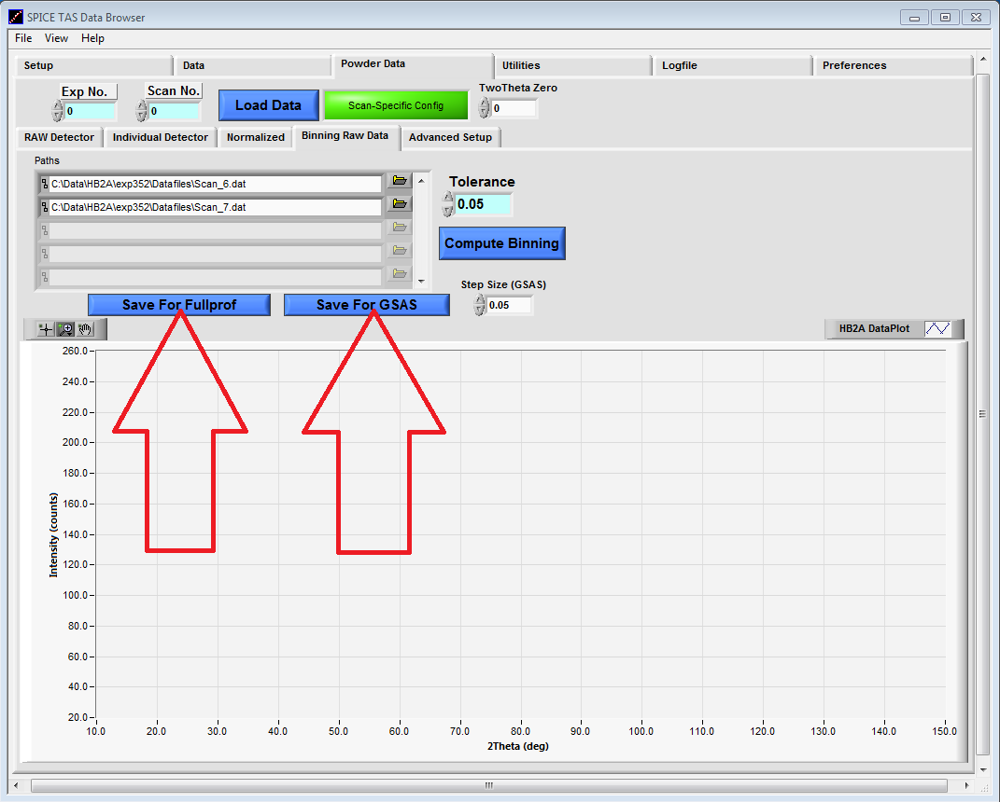 SPICE TAS Data Browser
File View Help
Setup Data Powder Data Utilities Logfile Preferences
Exp No. Scan No. TwoTheta Zero
0 0 Load Data Scan-Specific Config 0
RAW Detector Individual Detector Normalized Binning Raw Data Advanced Setup
Paths
C:\Data\HB2A\exp352\Datafiles\Scan_6.dat
C:\Data\HB2A\exp352\Datafiles\Scan_7.dat
Tolerance
0.05
Compute Binning
Step Size (GSAS)
0.05
Save For Fullprof Save For GSAS
HB2A DataPlot
260.0
240.0
220.0
200.0
180.0
160.0
140.0
120.0
100.0
80.0
60.0
40.0
20.0
Intensity (counts)
10.0 20.0 30.0 40.0 50.0 60.0 70.0 80.0 90.0 100.0 110.0 120.0 130.0 140.0 150.0
2Theta (deg)